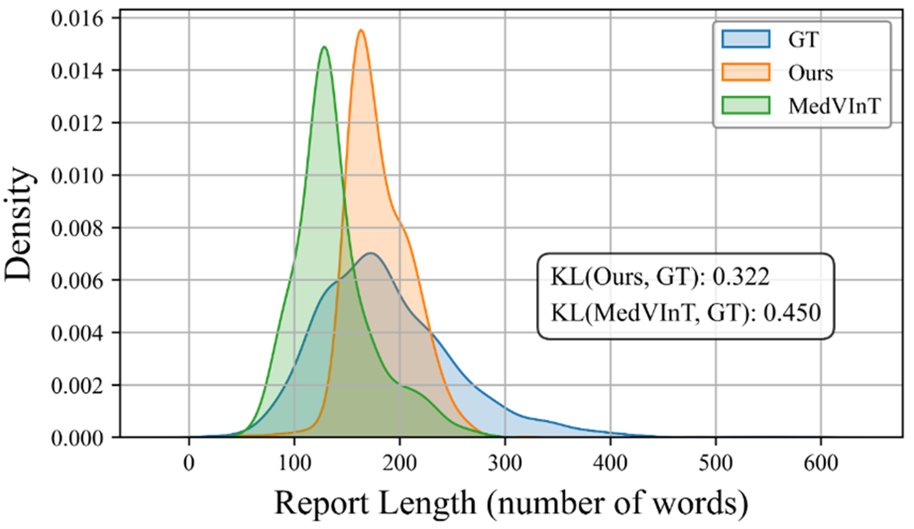 0.016
0.014
0.012
0.010
0.008
0.006
0.004
0.002
0.000
Density
GT
Ours
MedVInT
KL(Ours, GT): 0.322
KL(MedVInT, GT): 0.450
0 100 200 300 400 500 600
Report Length (number of words)